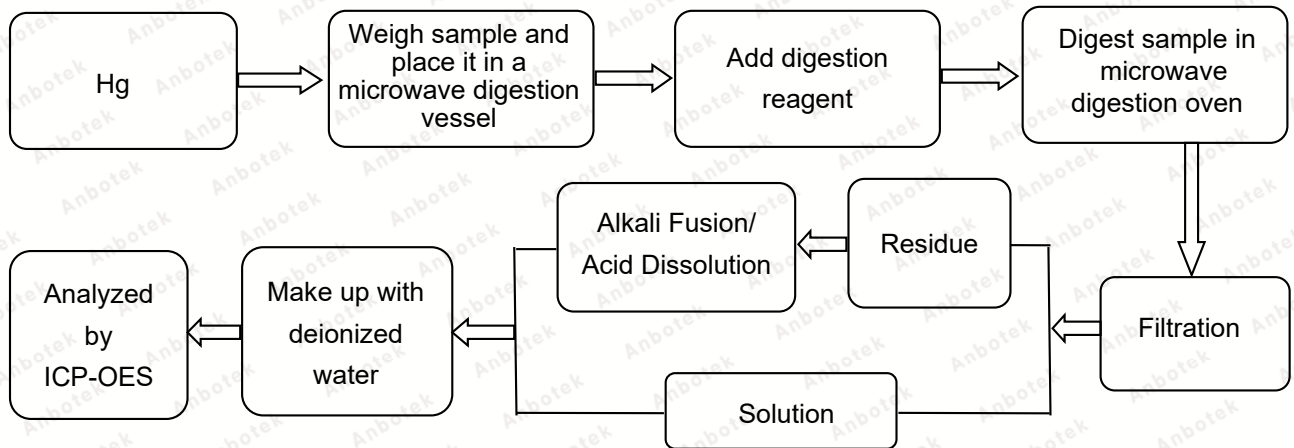 Hg
Weigh sample and
place it in a
microwave digestion
vessel
Add digestion
reagent
Digest sample in
microwave
digestion oven
Filtration
Residue
Alkali Fusion/
Acid Dissolution
Solution
Make up with
deionized
water
Analyzed
by
ICP-OES
Anbotek